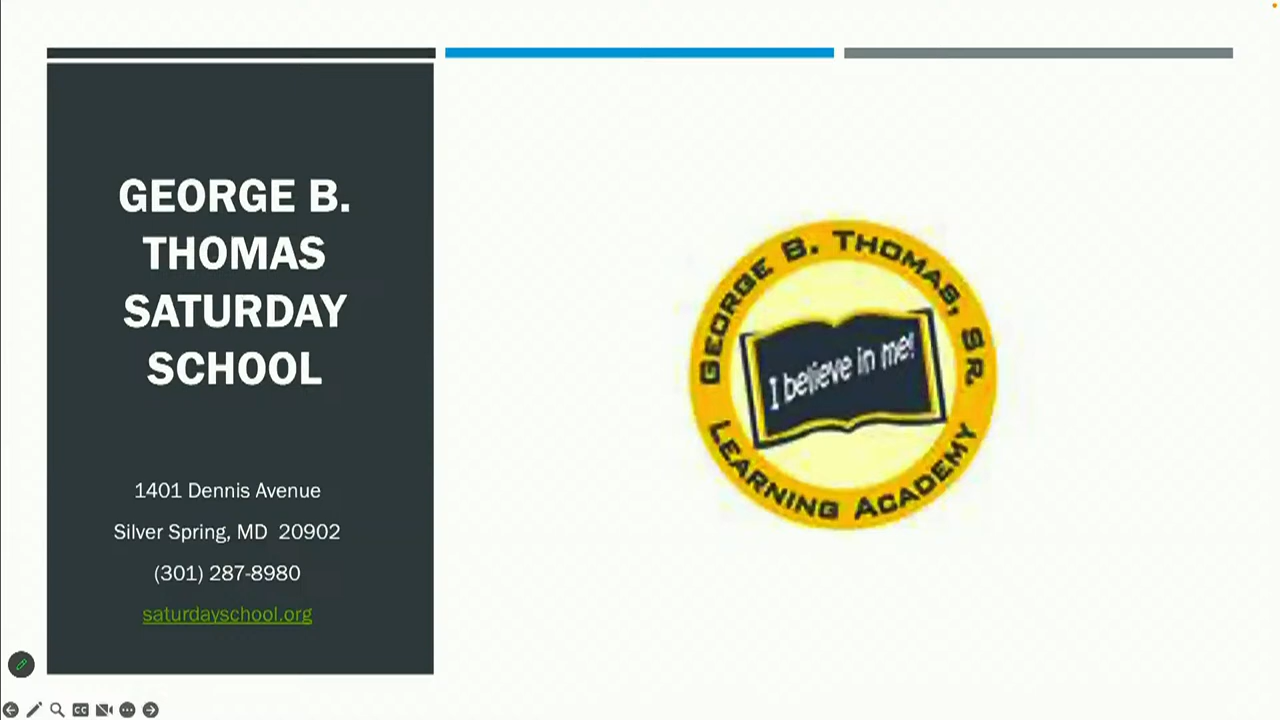 GEORGE B.
THOMAS
SATURDAY
SCHOOL
1401 Dennis Avenue
Silver Spring, MD 20902
(301) 287-8980
saturdayschool.org
GEORGE B. THOMAS, SR.
I believe in me!
LEARNING ACADEMY
CC